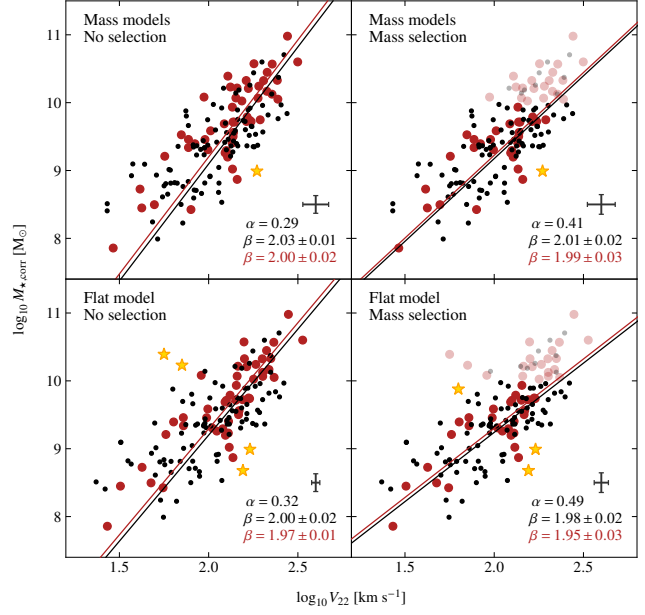 Mass models
No selection
α = 0.29
β = 2.03 ± 0.01
β = 2.00 ± 0.02
11
10
9
8
Mass models
Mass selection
α = 0.41
β = 2.01 ± 0.02
β = 1.99 ± 0.03
Flat model
No selection
α = 0.32
β = 2.00 ± 0.02
β = 1.97 ± 0.01
11
10
9
8
1.5 2.0 2.5
Flat model
Mass selection
α = 0.49
β = 1.98 ± 0.02
β = 1.95 ± 0.03
1.5 2.0 2.5
log₁₀ M⋆,corr [M⊙]
log₁₀ V₂₂ [km s⁻¹]